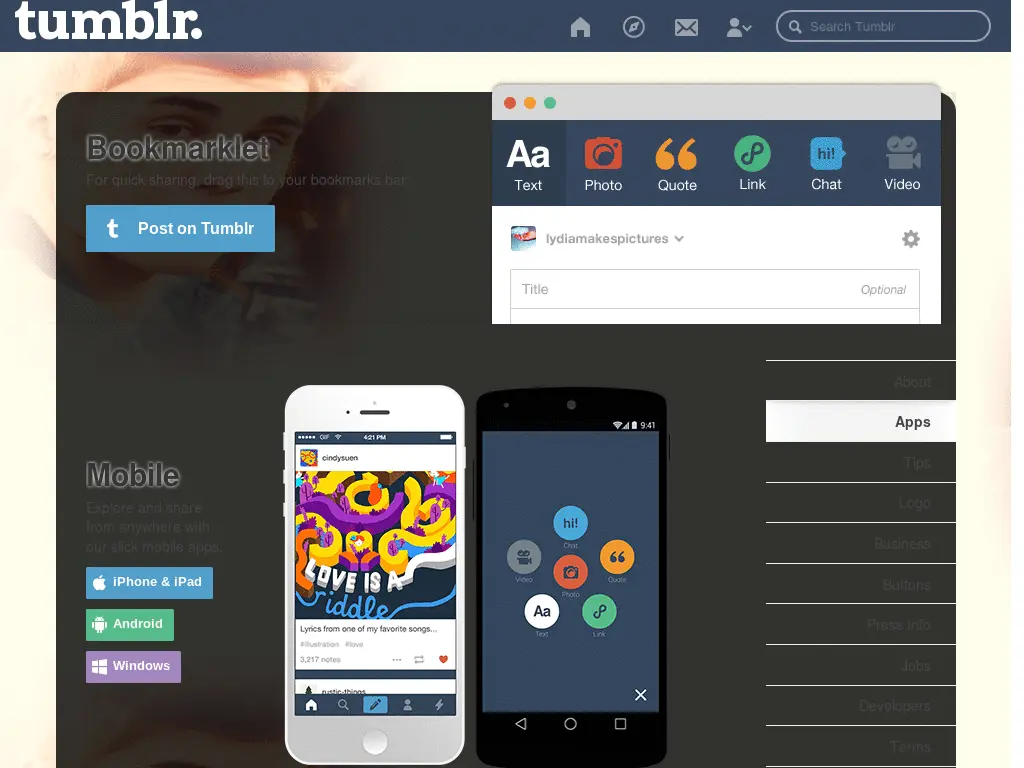 tumblr.
Search Tumblr
Bookmarklet
For quick sharing, drag this to your bookmarks bar.
Post on Tumblr
Aa
Text
Photo
Quote
Link
hi!
Chat
Video
lydiamakespictures
Title
Optional
About
Apps
Tips
Logo
Business
Buttons
Press Info
Jobs
Developers
Terms
Mobile
Explore and share
from anywhere with
our slick mobile apps.
iPhone & iPad
Android
Windows
GIF
4:21 PM
cindysuen
LOVE IS A
riddle
Lyrics from one of my favorite songs...
#illustration #love
3,217 notes
rustic-things
9:41
hi!
Chat
Video
Quote
Photo
Aa
Text
Link